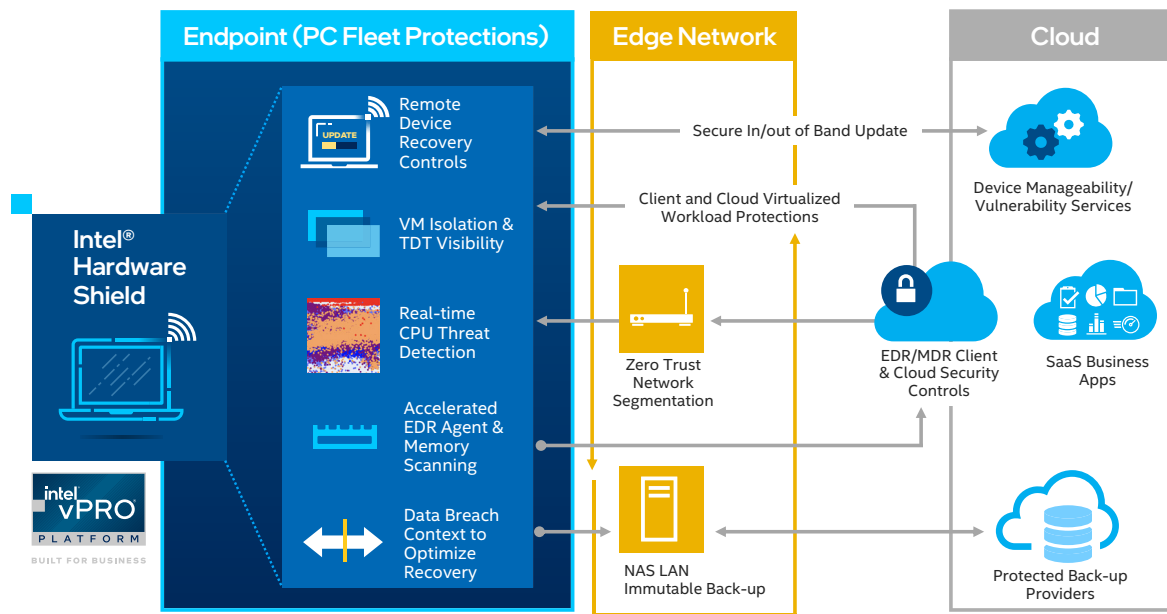 Endpoint (PC Fleet Protections)
Edge Network
Cloud
Intel®
Hardware
Shield
intel
vPRO
PLATFORM
BUILT FOR BUSINESS
UPDATE
Remote
Device
Recovery
Controls
VM Isolation &
TDT Visibility
Real-time
CPU Threat
Detection
Accelerated
EDR Agent &
Memory
Scanning
Data Breach
Context to
Optimize
Recovery
Secure In/out of Band Update
Client and Cloud Virtualized
Workload Protections
Zero Trust
Network
Segmentation
NAS LAN
Immutable Back-up
Device Manageability/
Vulnerability Services
EDR/MDR Client
& Cloud Security
Controls
SaaS Business
Apps
Protected Back-up
Providers